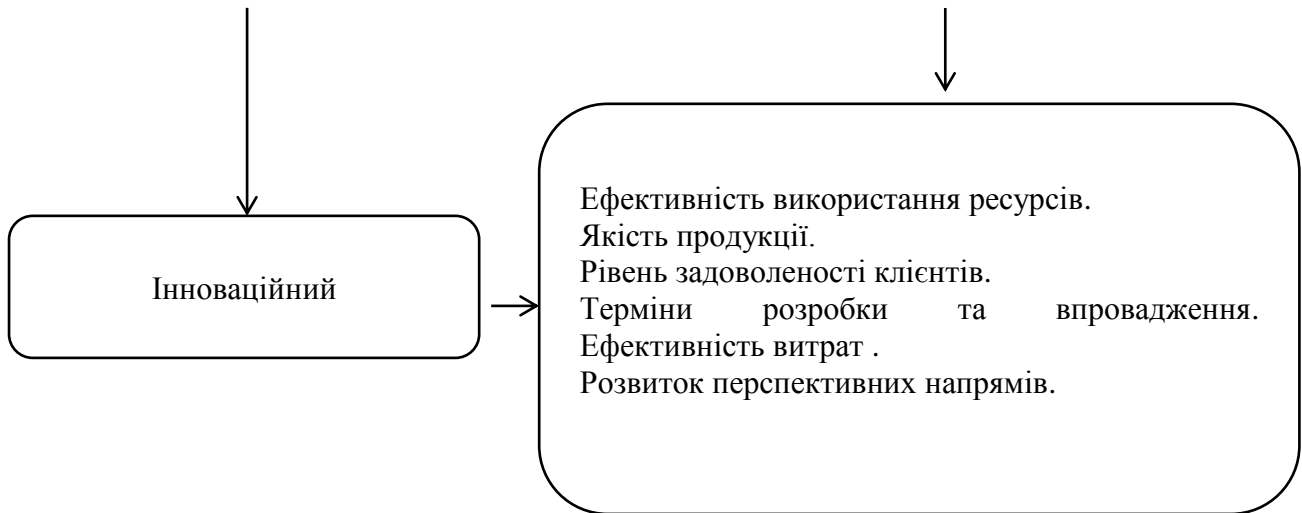 Інноваційний
Ефективність використання ресурсів.
Якість продукції.
Рівень задоволеності клієнтів.
Терміни розробки та впровадження.
Ефективність витрат .
Розвиток перспективних напрямів.